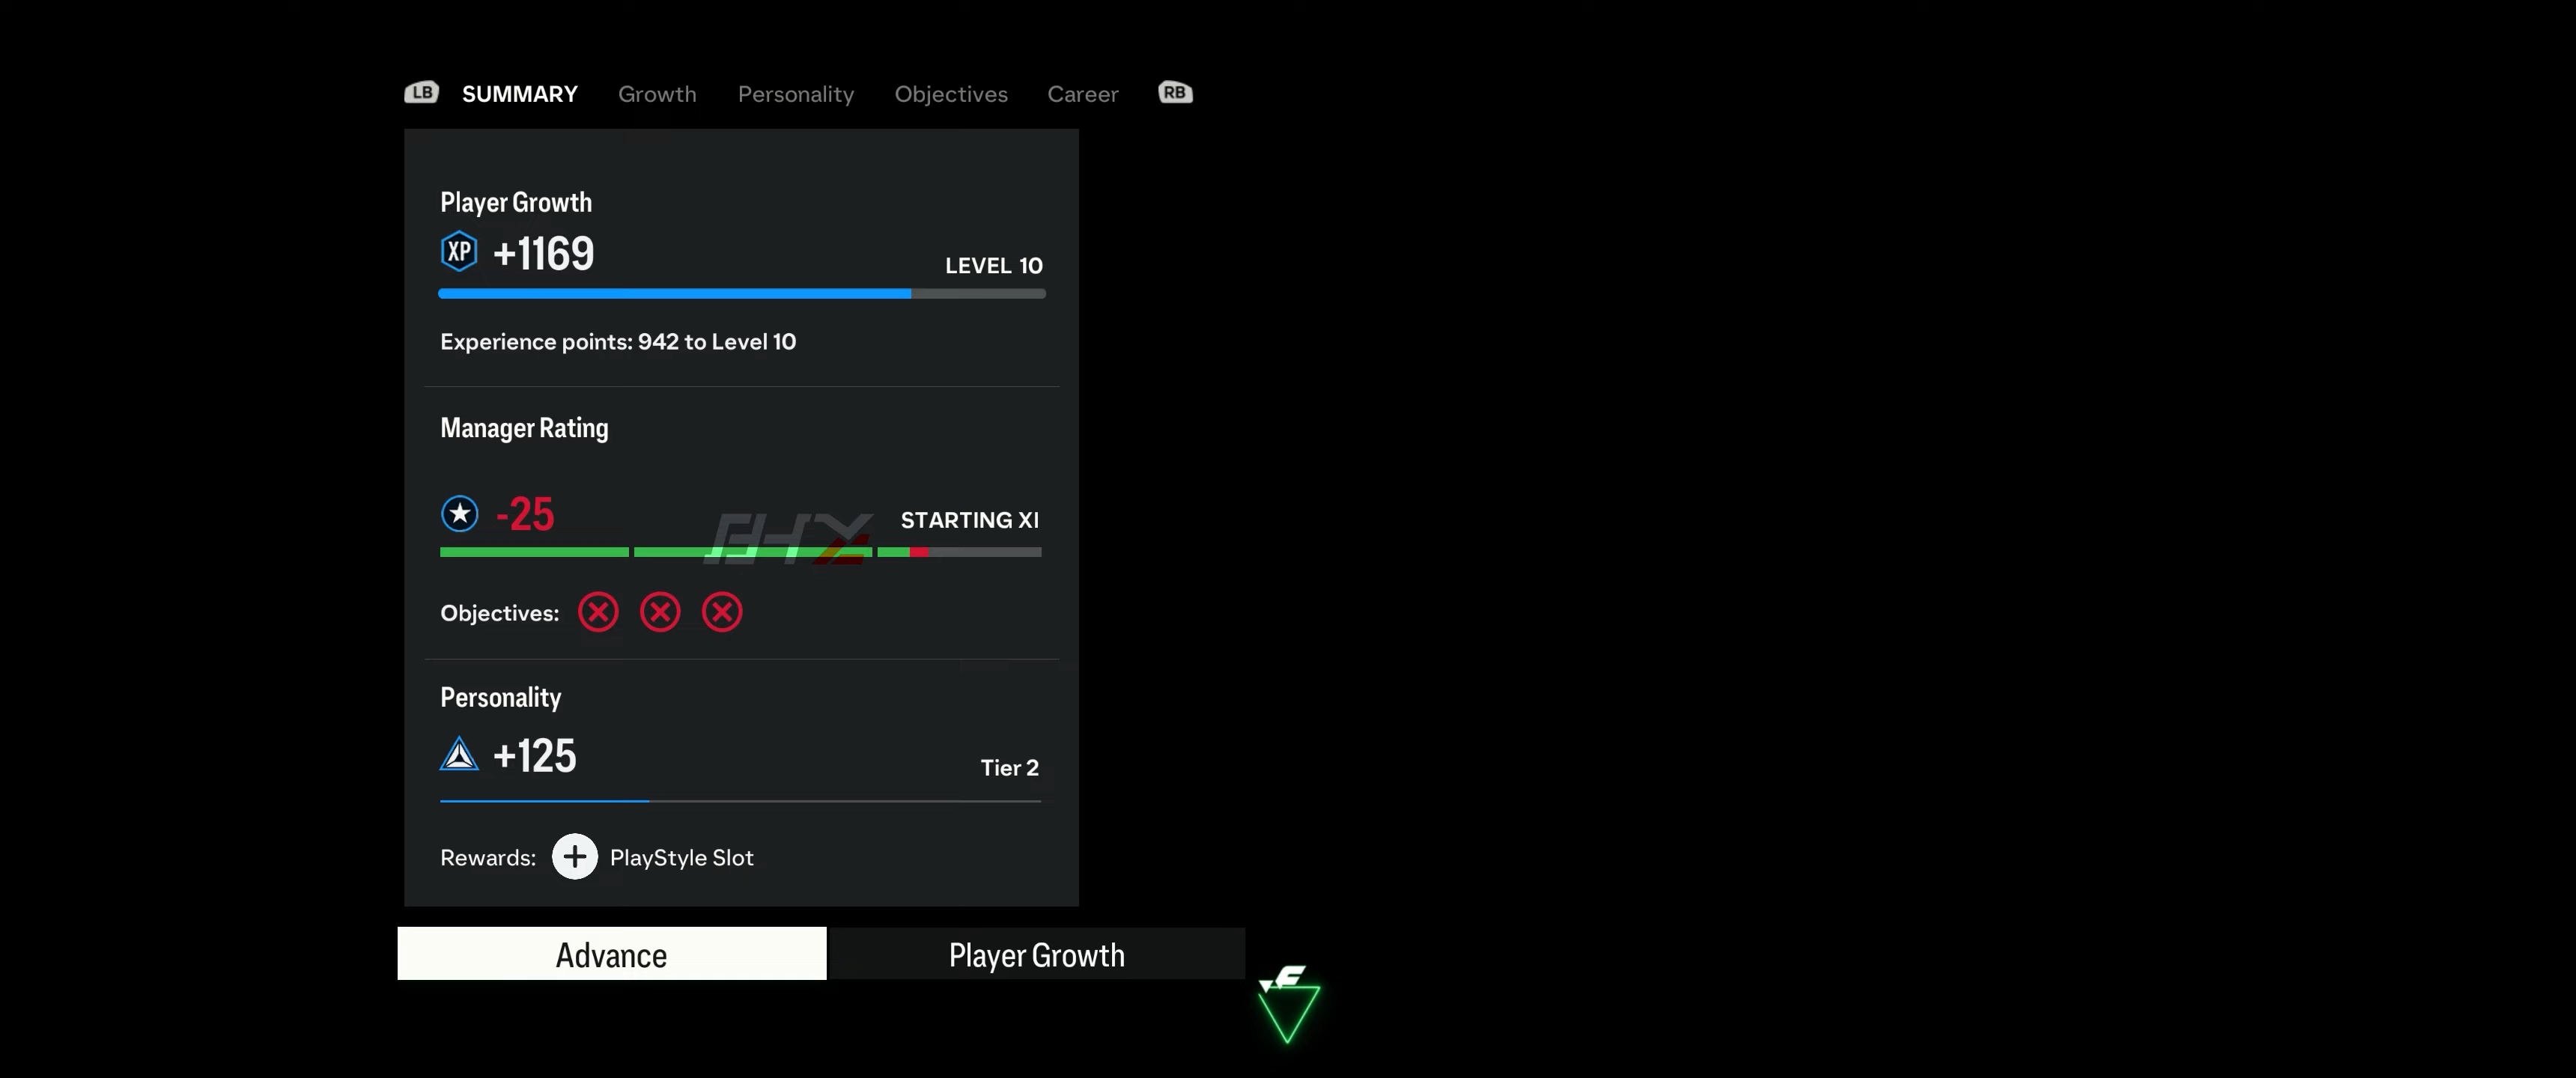 LB SUMMARY Growth Personality Objectives Career RB
Player Growth
XP +1169
LEVEL 10
Experience points: 942 to Level 10
Manager Rating
-25
STARTING XI
Objectives:
Personality
+125
Tier 2
Rewards: + PlayStyle Slot
Advance
Player Growth